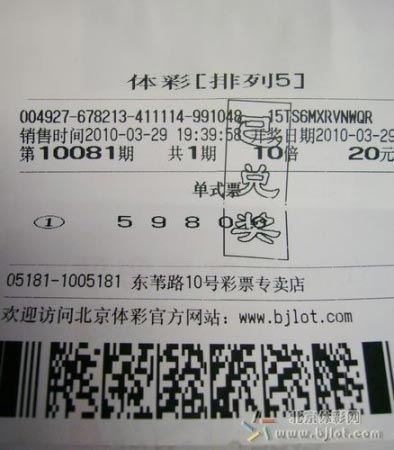 体彩[排列5]
004927-678213-411114-991048 15TS6MXRVNWQR
销售时间2010-03-29 19:39:58 开奖日期2010-03-29
第10081期 共1期 10倍 20元
已兑奖
单式票
① 5 9 8 0
05181-1005181 东苇路10号彩票专卖店
欢迎访问北京体彩官方网站：www.bjlot.com
北京体彩网
www.bjlot.com